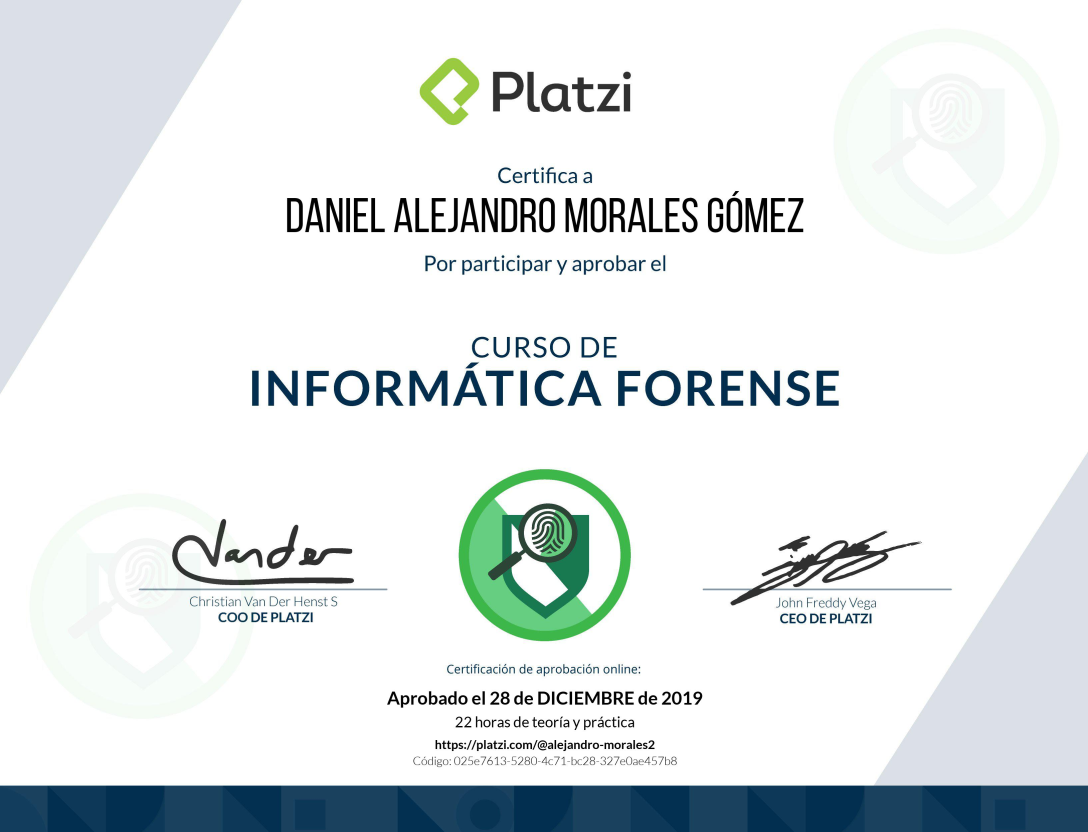 Platzi
Certifica a
DANIEL ALEJANDRO MORALES GÓMEZ
Por participar y aprobar el
CURSO DE
INFORMÁTICA FORENSE
Vander
Christian Van Der Henst S
COO DE PLATZI
John Freddy Vega
CEO DE PLATZI
Certificación de aprobación online:
Aprobado el 28 de DICIEMBRE de 2019
22 horas de teoría y práctica
https://platzi.com/@alejandro-morales2
Código: 025e7613-5280-4c71-bc28-327e0ae457b8